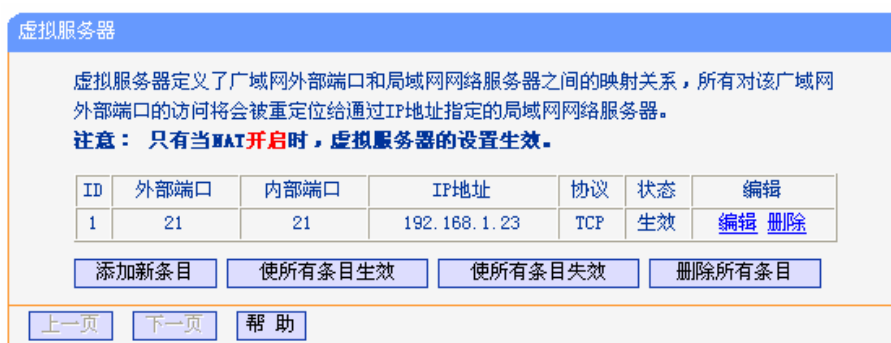 虚拟服务器
虚拟服务器定义了广域网外部端口和局域网网络服务器之间的映射关系，所有对该广域网
外部端口的访问将会被重定位给通过IP地址指定的局域网网络服务器。
注意： 只有当NAT开启时，虚拟服务器的设置生效。
ID 外部端口 内部端口 IP地址 协议 状态 编辑
1 21 21 192.168.1.23 TCP 生效 编辑 删除
添加新条目 使所有条目生效 使所有条目失效 删除所有条目
上一页 下一页 帮 助